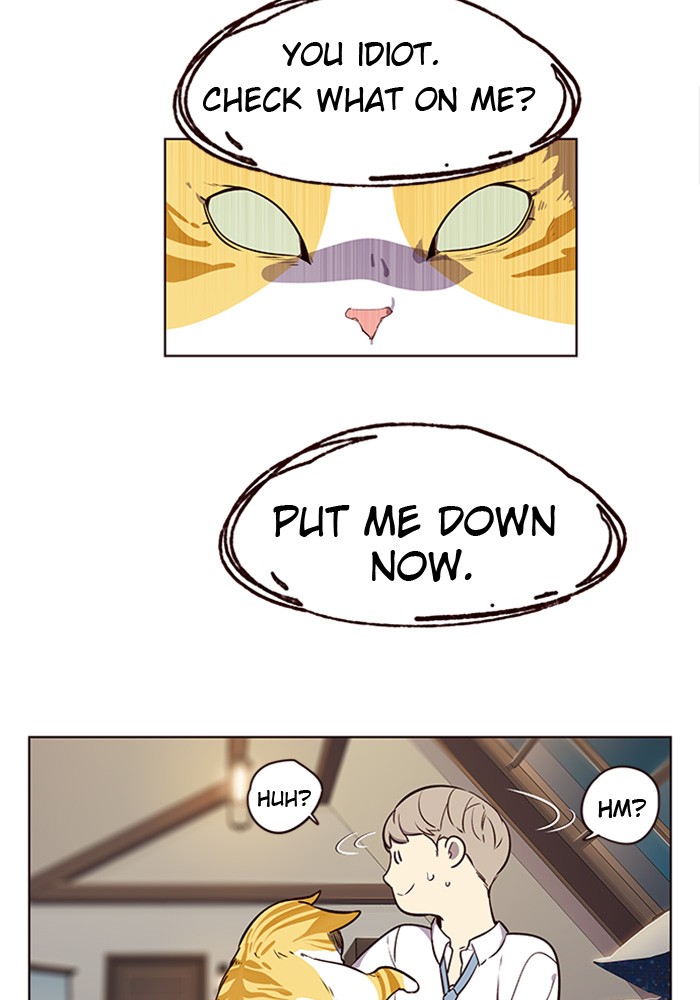 YOU IDIOT.
CHECK WHAT ON ME?
PUT ME DOWN
NOW.
HUH?
HM?